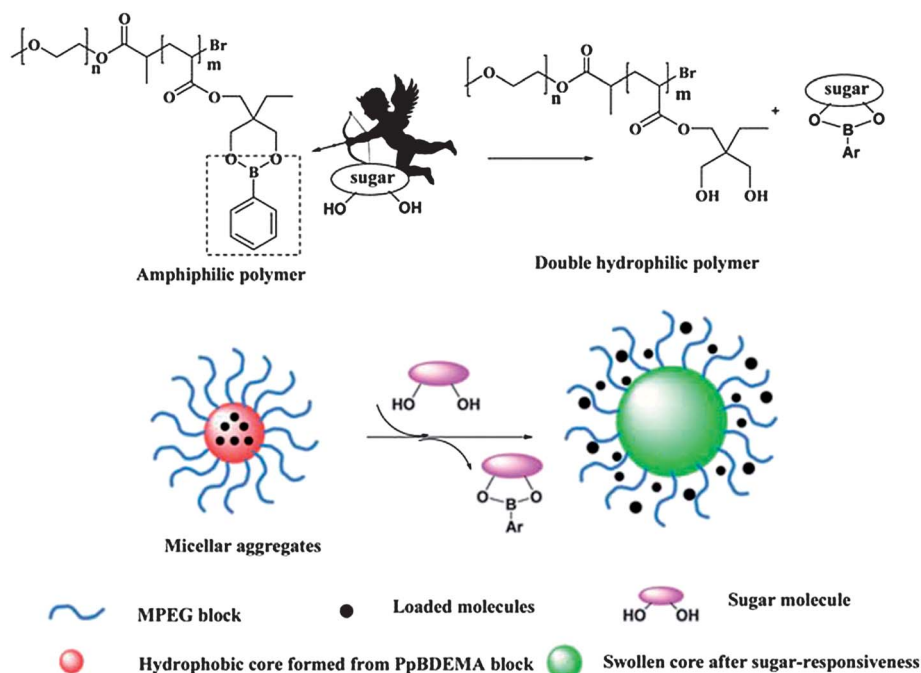 O
n
O
O
m
Br
O
O
O
B
O
sugar
HO
OH
Amphiphilic polymer
O
n
O
O
m
Br
O
O
OH
HO
+
sugar
O
B
O
Ar
Double hydrophilic polymer
HO
OH
O
B
O
Ar
Micellar aggregates
MPEG block
Loaded molecules
HO
OH
Sugar molecule
Hydrophobic core formed from PpBDEMA block
Swollen core after sugar-responsiveness